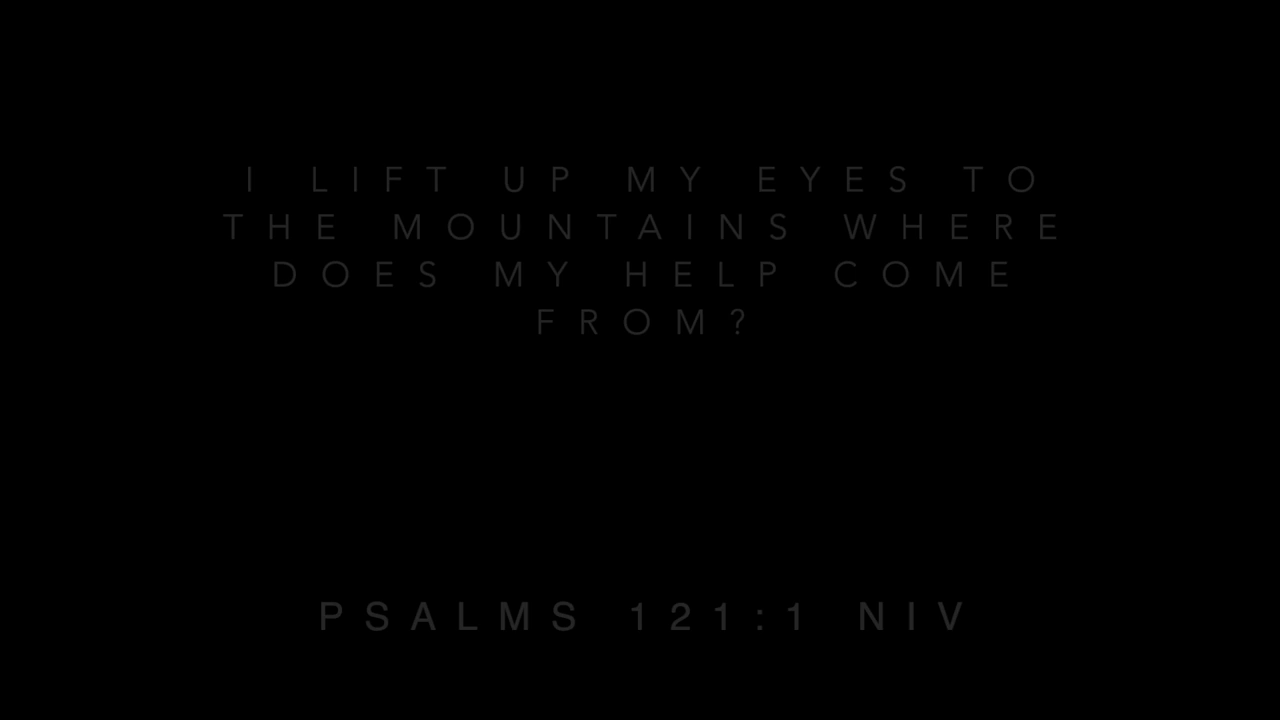 I LIFT UP MY EYES TO
THE MOUNTAINS WHERE
DOES MY HELP COME
FROM?
PSALMS 121:1 NIV